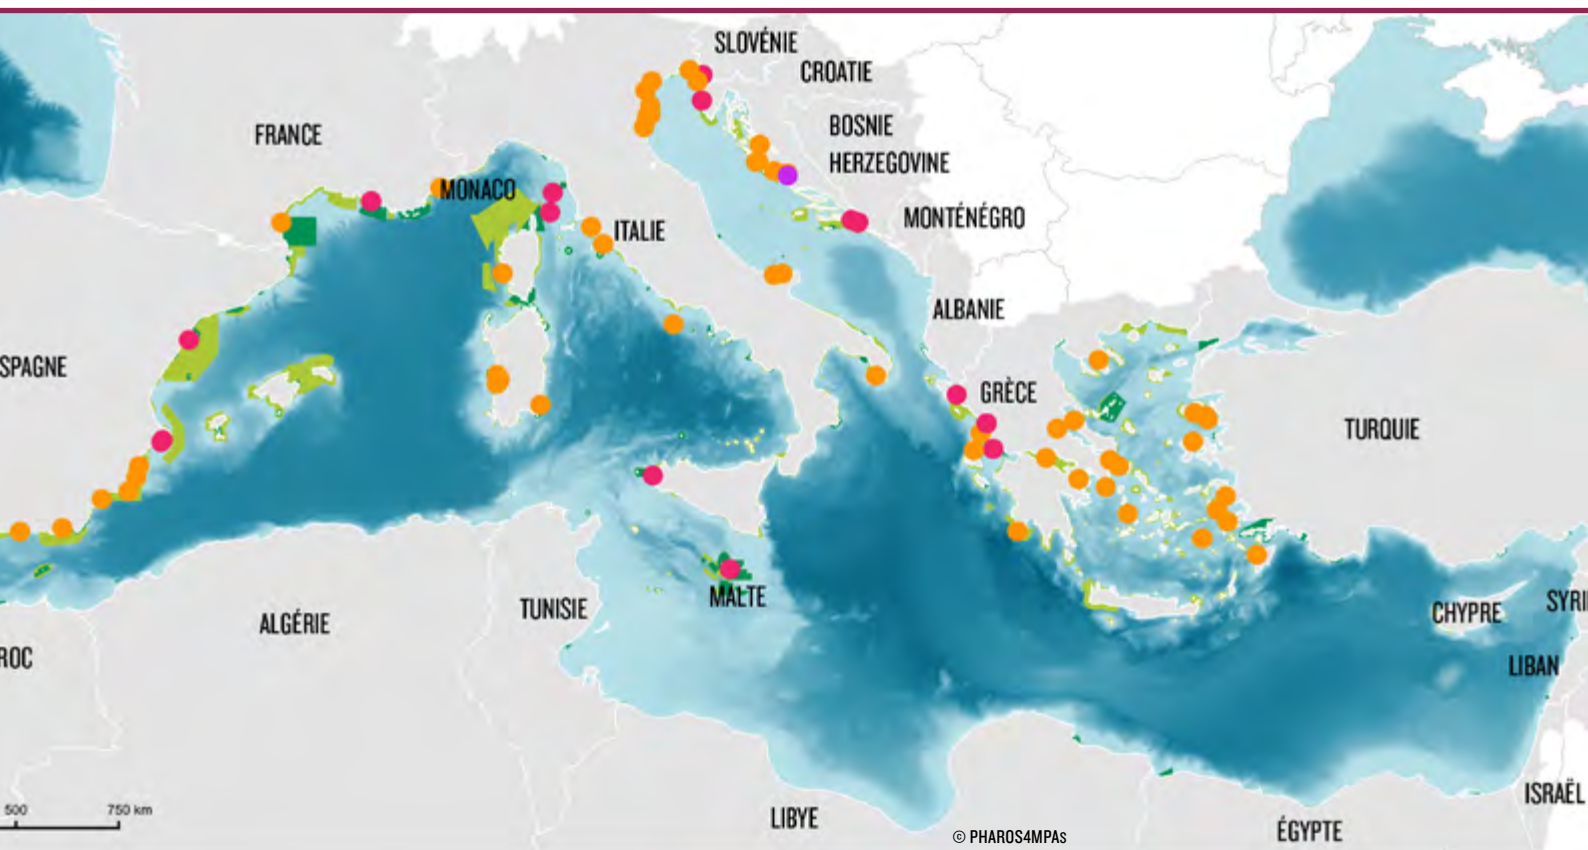 SLOVÉNIE
CROATIE
FRANCE
BOSNIE
HERZEGOVINE
MONACO
MONTÉNÉGRO
ITALIE
ALBANIE
SPAGNE
GRÈCE
TURQUIE
MALTE
TUNISIE
ALGÉRIE
CHYPRE
SYRI
ROC
LIBAN
ISRAËL
500
750 km
LIBYE
ÉGYPTE
© PHAROS4MPAs